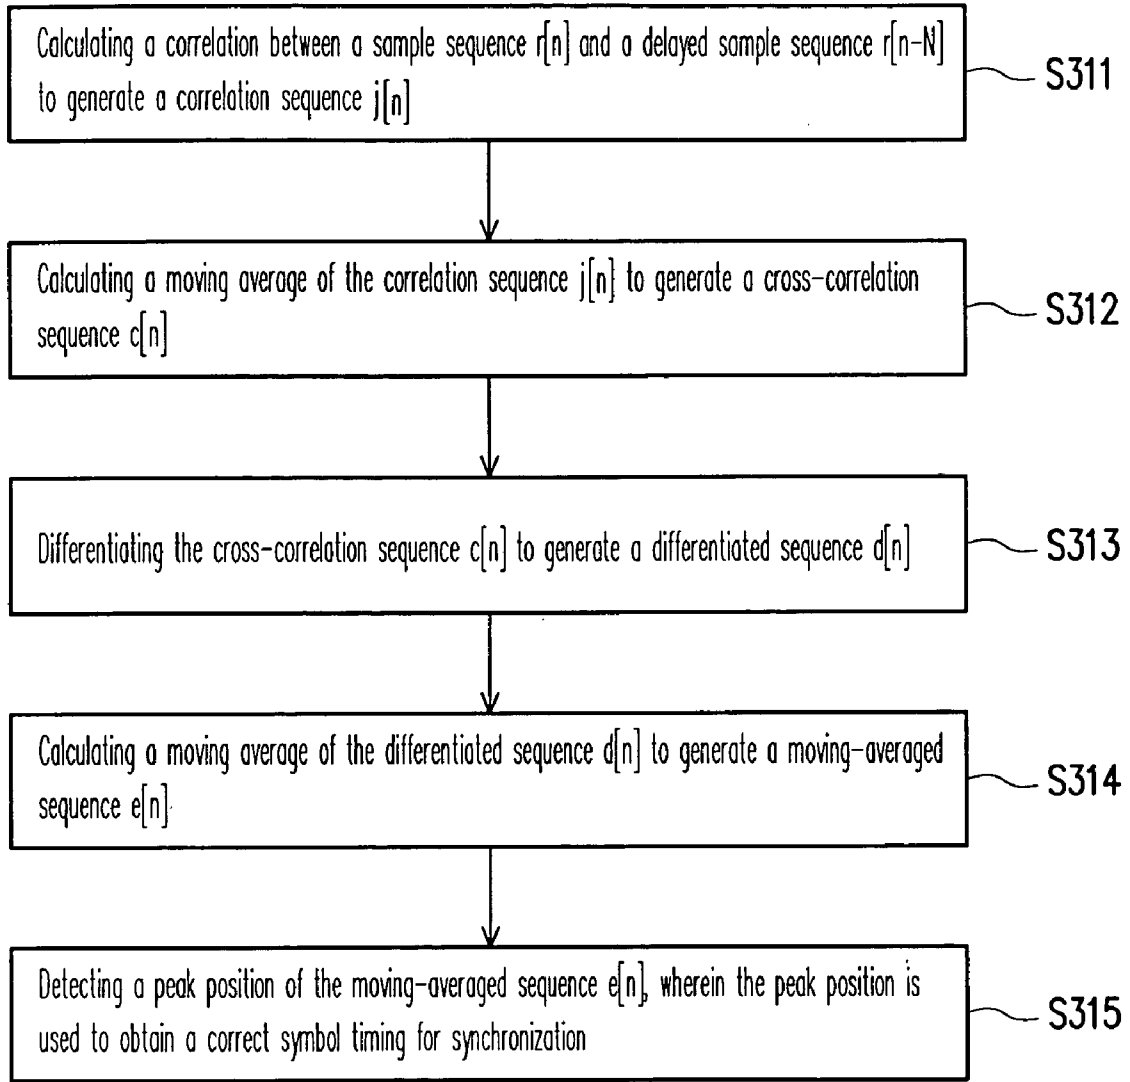 Calculating a correlation between a sample sequence r[n] and a delayed sample sequence r[n-N]
to generate a correlation sequence j[n]
S311
Calculating a moving average of the correlation sequence j[n] to generate a cross-correlation
sequence c[n]
S312
Differentiating the cross-correlation sequence c[n] to generate a differentiated sequence d[n]
S313
Calculating a moving average of the differentiated sequence d[n] to generate a moving-averaged
sequence e[n]
S314
Detecting a peak position of the moving-averaged sequence e[n], wherein the peak position is
used to obtain a correct symbol timing for synchronization
S315